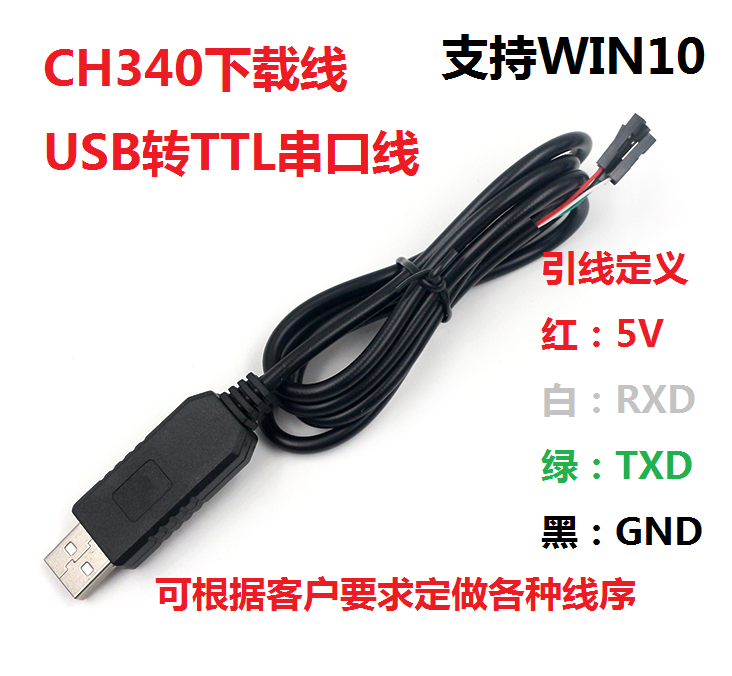 CH340下载线
支持WIN10
USB转TTL串口线
引线定义
红：5V
白：RXD
绿：TXD
黑：GND
可根据客户要求定做各种线序